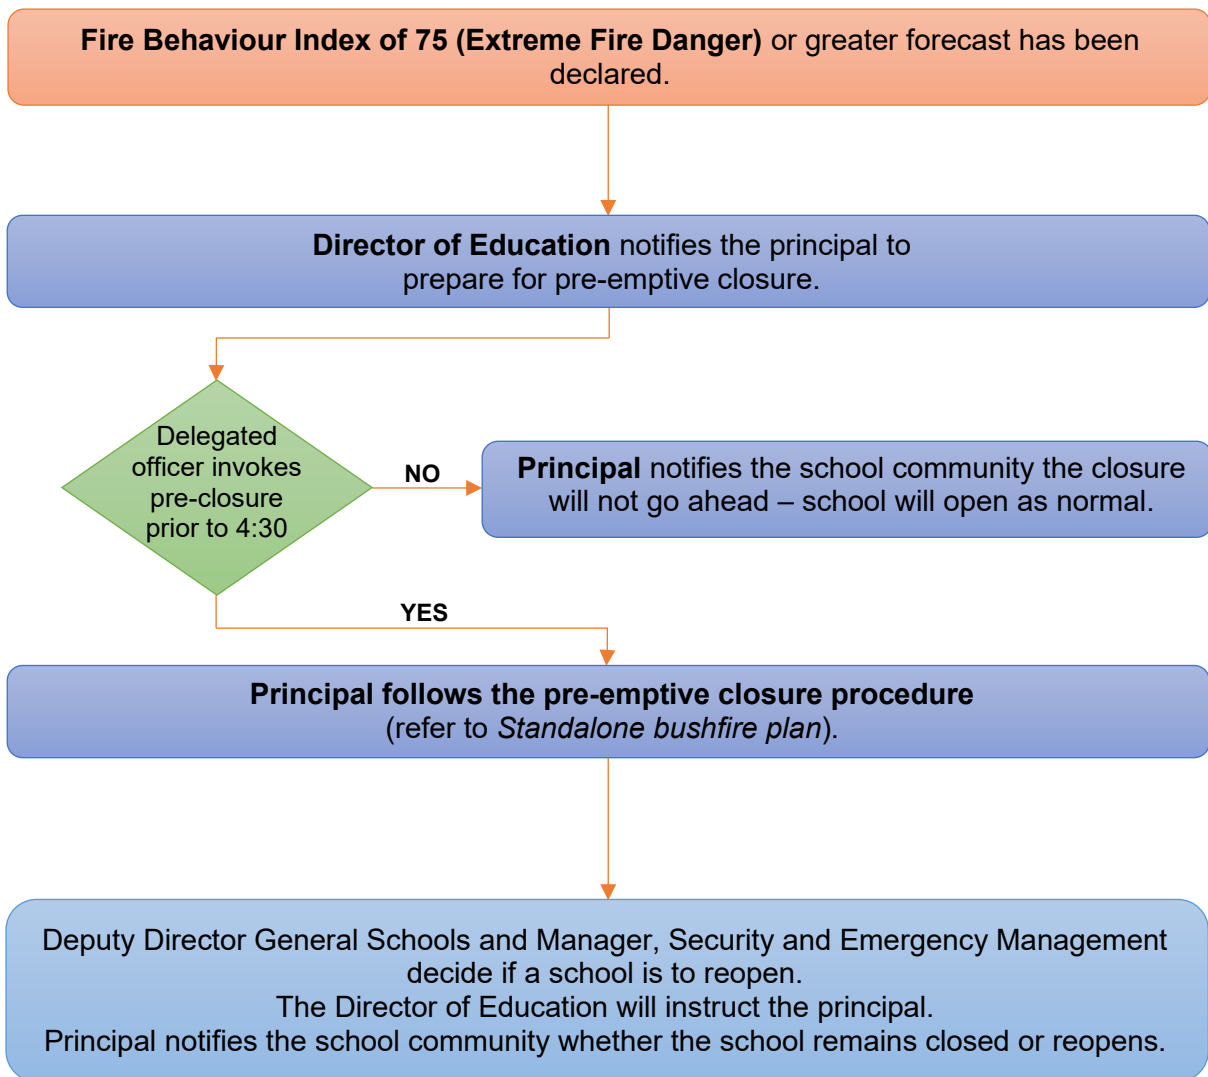 Fire Behaviour Index of 75 (Extreme Fire Danger) or greater forecast has been
declared.
Director of Education notifies the principal to
prepare for pre-emptive closure.
Delegated
officer invokes
pre-closure
prior to 4:30
NO
Principal notifies the school community the closure
will not go ahead – school will open as normal.
YES
Principal follows the pre-emptive closure procedure
(refer to Standalone bushfire plan).
Deputy Director General Schools and Manager, Security and Emergency Management
decide if a school is to reopen.
The Director of Education will instruct the principal.
Principal notifies the school community whether the school remains closed or reopens.